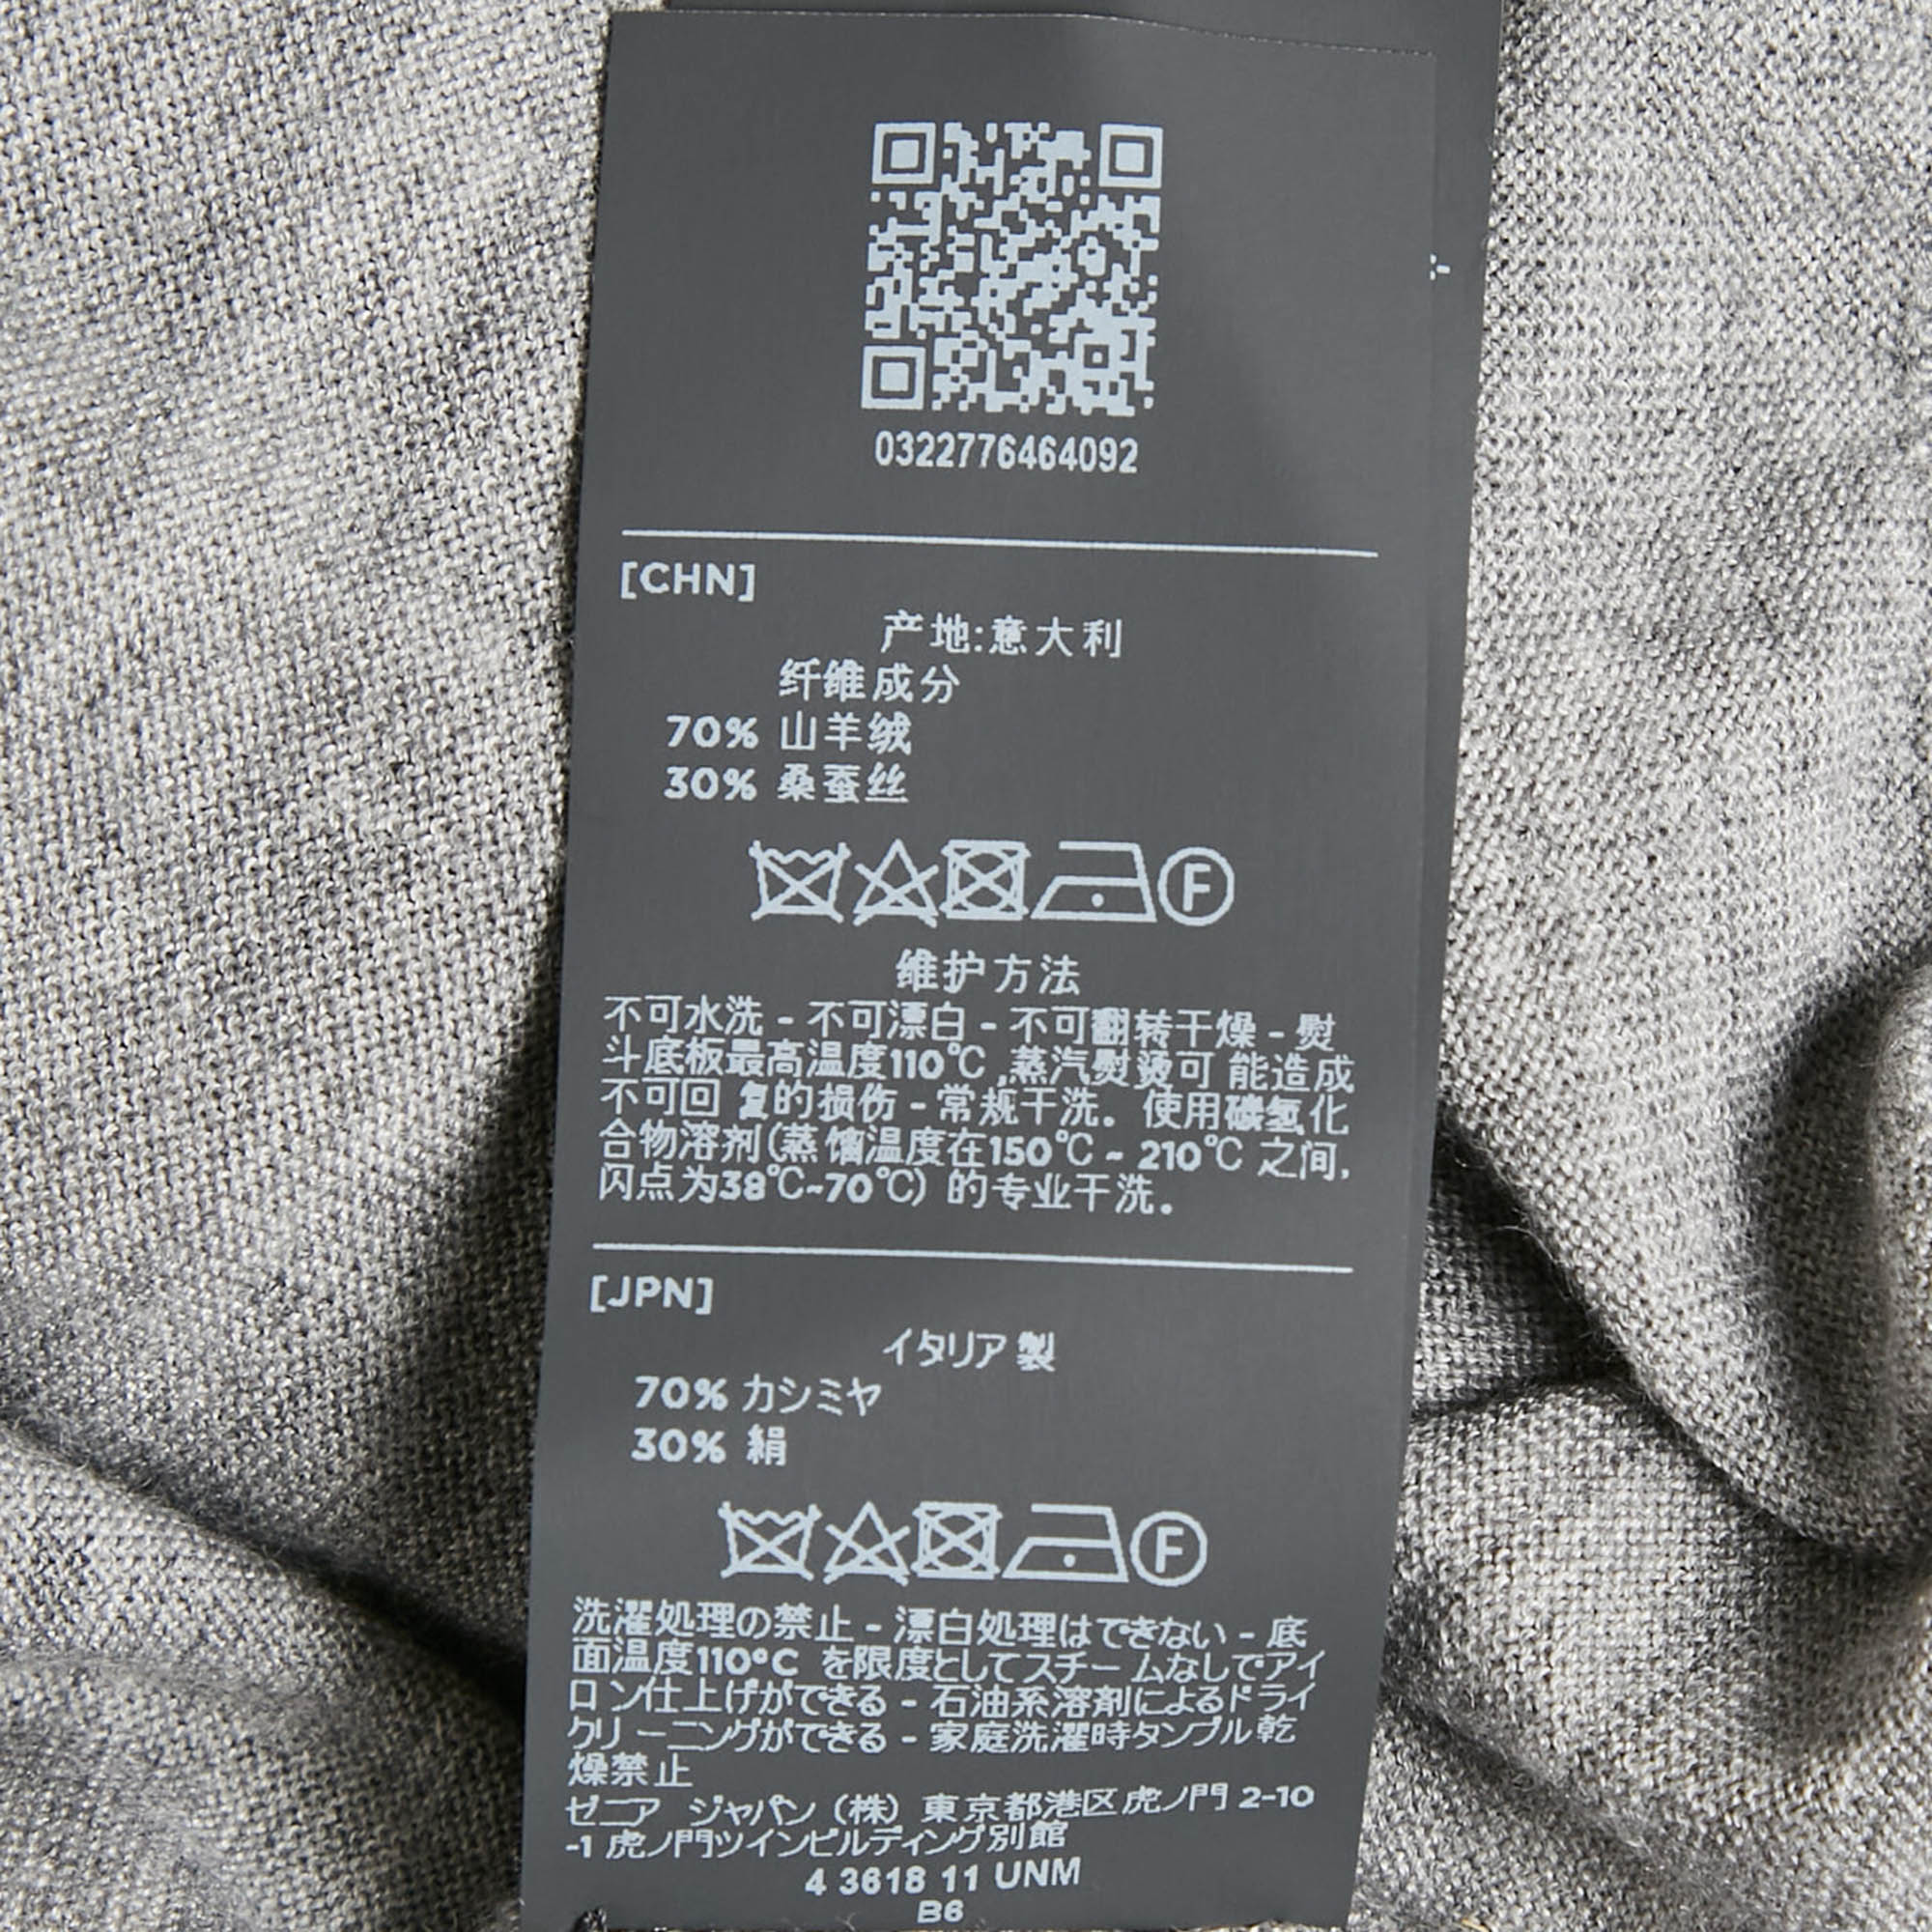 0322776464092
[CHN]
产地:意大利
纤维成分
70% 山羊绒
30% 桑蚕丝
F
维护方法
不可水洗 - 不可漂白 - 不可翻转干燥 - 熨
斗底板最高温度110℃ ,蒸汽熨烫可 能造成
不可回 复的损伤 - 常规干洗。使用碳氢化
合物溶剂(蒸馏温度在150℃ ~ 210℃ 之间,
闪点为38℃~70℃) 的专业干洗。
[JPN]
イタリア製
70% カシミヤ
30% 絹
F
洗濯処理の禁止 - 漂白処理はできない - 底
面温度110°C を限度としてスチームなしでアイ
ロン仕上げができる - 石油系溶剤によるドライ
クリーニングができる - 家庭洗濯時タンブル乾
燥禁止
ゼニア ジャパン (株) 東京都港区虎ノ門 2-10
-1 虎ノ門ツインビルディング別館
4 3618 11 UNM
B6